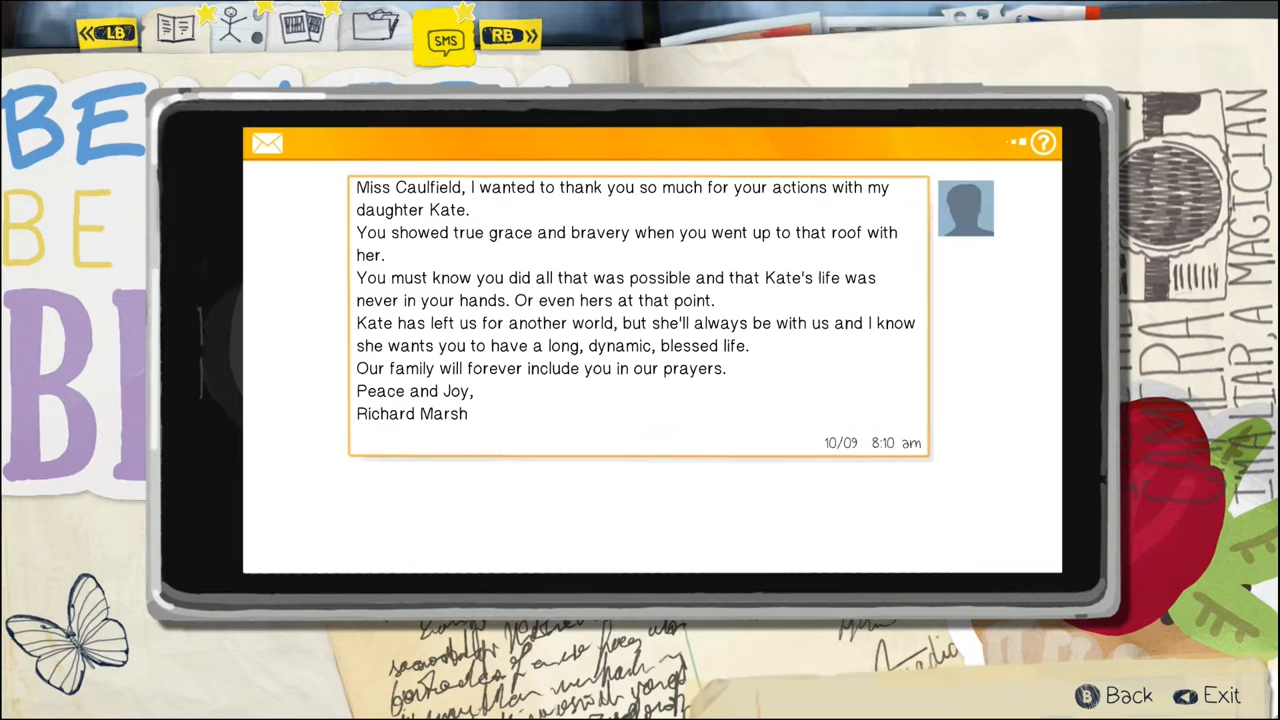 LB
SMS
RB
BE
BE
Miss Caulfield, I wanted to thank you so much for your actions with my
daughter Kate.
You showed true grace and bravery when you went up to that roof with
her.
You must know you did all that was possible and that Kate's life was
never in your hands. Or even hers at that point.
Kate has left us for another world, but she'll always be with us and I know
she wants you to have a long, dynamic, blessed life.
Our family will forever include you in our prayers.
Peace and Joy,
Richard Marsh
10/09 8:10 am
CAMERA
I'M A LIAR, A MAGICIAN
B Back
Exit